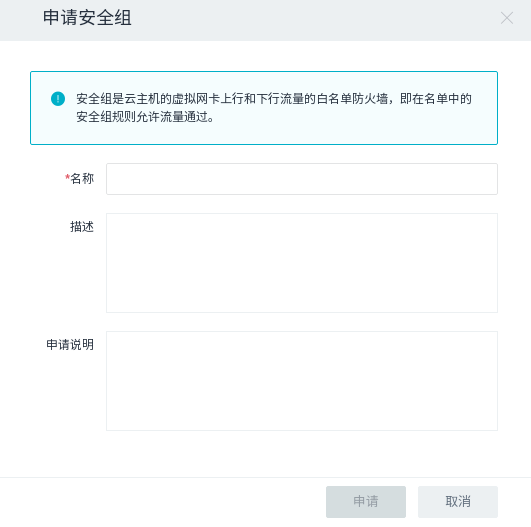 申请安全组
安全组是云主机的虚拟网卡上行和下行流量的白名单防火墙，即在名单中的
安全组规则允许流量通过。
*名称
描述
申请说明
申请
取消